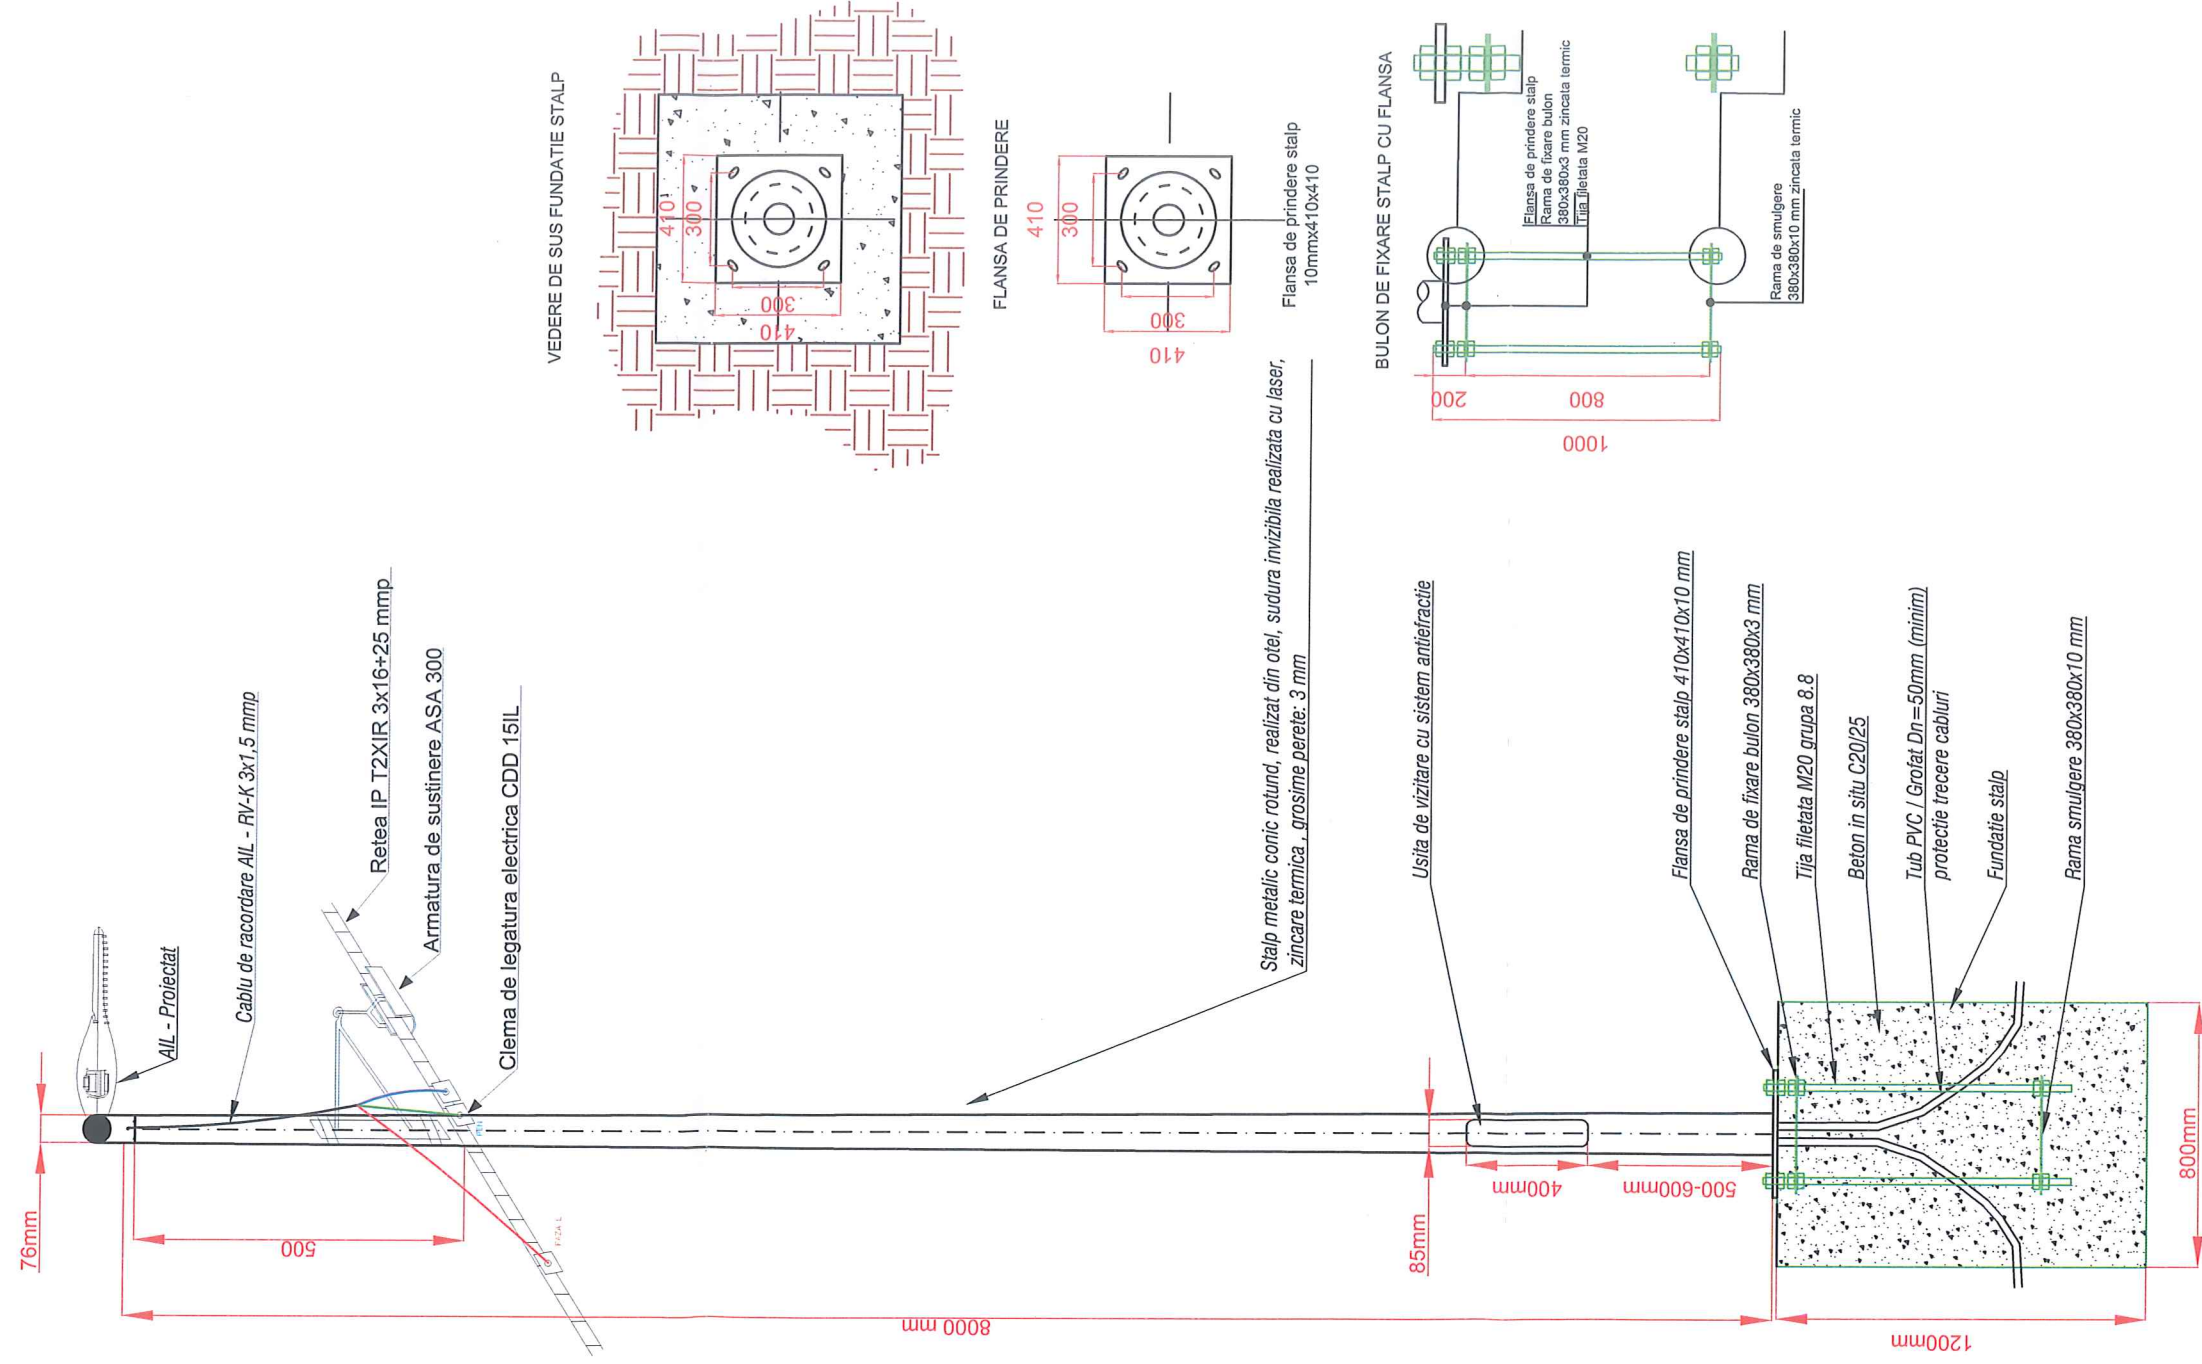 VEDERE DE SUS FUNDATIE STALP
410
300
300
410
FLANSA DE PRINDERE
410
300
300
410
Flansa de prindere stalp
10mmx410x410
BULON DE FIXARE STALP CU FLANSA
Flansa de prindere stalp
Rama de fixare bulon
380x380x3 mm zincata termic
Tija filetata M20
Rama de smulgere
380x380x10 mm zincata termic
200
800
1000
76mm
AIL - Proiectat
Cablu de racordare AIL - RV-K 3x1,5 mmp
Retea IP T2XIR 3x16+25 mmp
Armatura de sustinere ASA 300
Clema de legatura electrica CDD 15IL
500
PEN
FAZA L
8000 mm
Stalp metalic conic rotund, realizat din otel, sudura invizibila realizata cu laser,
zincare termica , grosime perete: 3 mm
Usita de vizitare cu sistem antiefractie
85mm
400mm
500-600mm
Flansa de prindere stalp 410x410x10 mm
Rama de fixare bulon 380x380x3 mm
Tija filetata M20 grupa 8.8
Beton in situ C20/25
Tub PVC / Grofat Dn=50mm (minim)
protectie trecere cabluri
Fundatie stalp
Rama smulgere 380x380x10 mm
1200mm
800mm